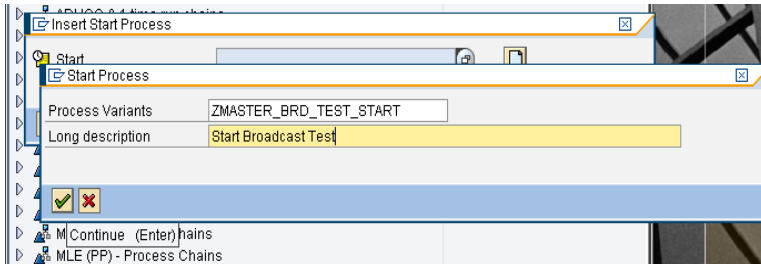 Insert Start Process
Start
Start Process
Process Variants ZMASTER_BRD_TEST_START
Long description Start Broadcast Test
M Continue (Enter) hains
MLE (PP) - Process Chains